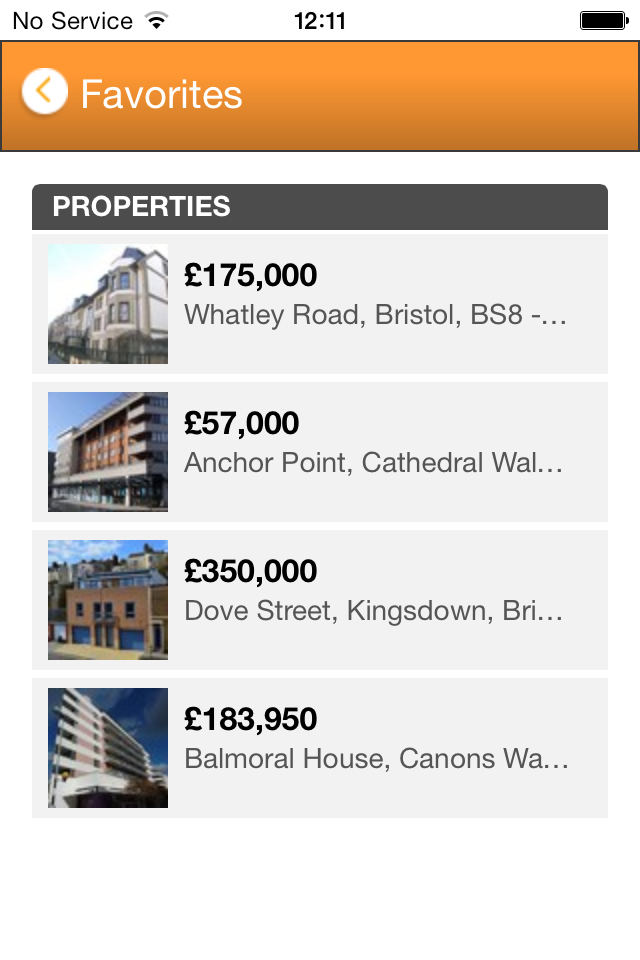 No Service 12:11
Favorites
PROPERTIES
£175,000
Whatley Road, Bristol, BS8 -...
£57,000
Anchor Point, Cathedral Wal...
£350,000
Dove Street, Kingsdown, Bri...
£183,950
Balmoral House, Canons Wa...